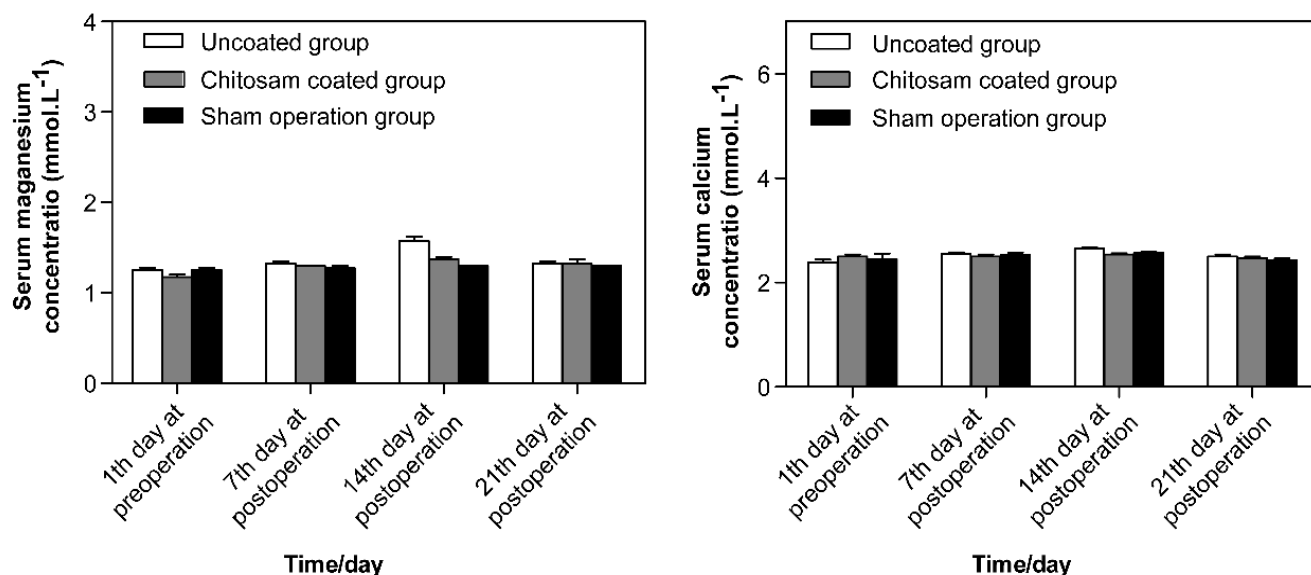 Serum maganesium
concentratio (mmol.L-1)
4
3
2
1
0
Uncoated group
Chitosam coated group
Sham operation group
1th day at
preoperation
7th day at
postoperation
14th day at
postoperation
21th day at
postoperation
Time/day
Serum calcium
concentratio (mmol.L-1)
6
4
2
0
Uncoated group
Chitosam coated group
Sham operation group
1th day at
preoperation
7th day at
postoperation
14th day at
postoperation
21th day at
postoperation
Time/day